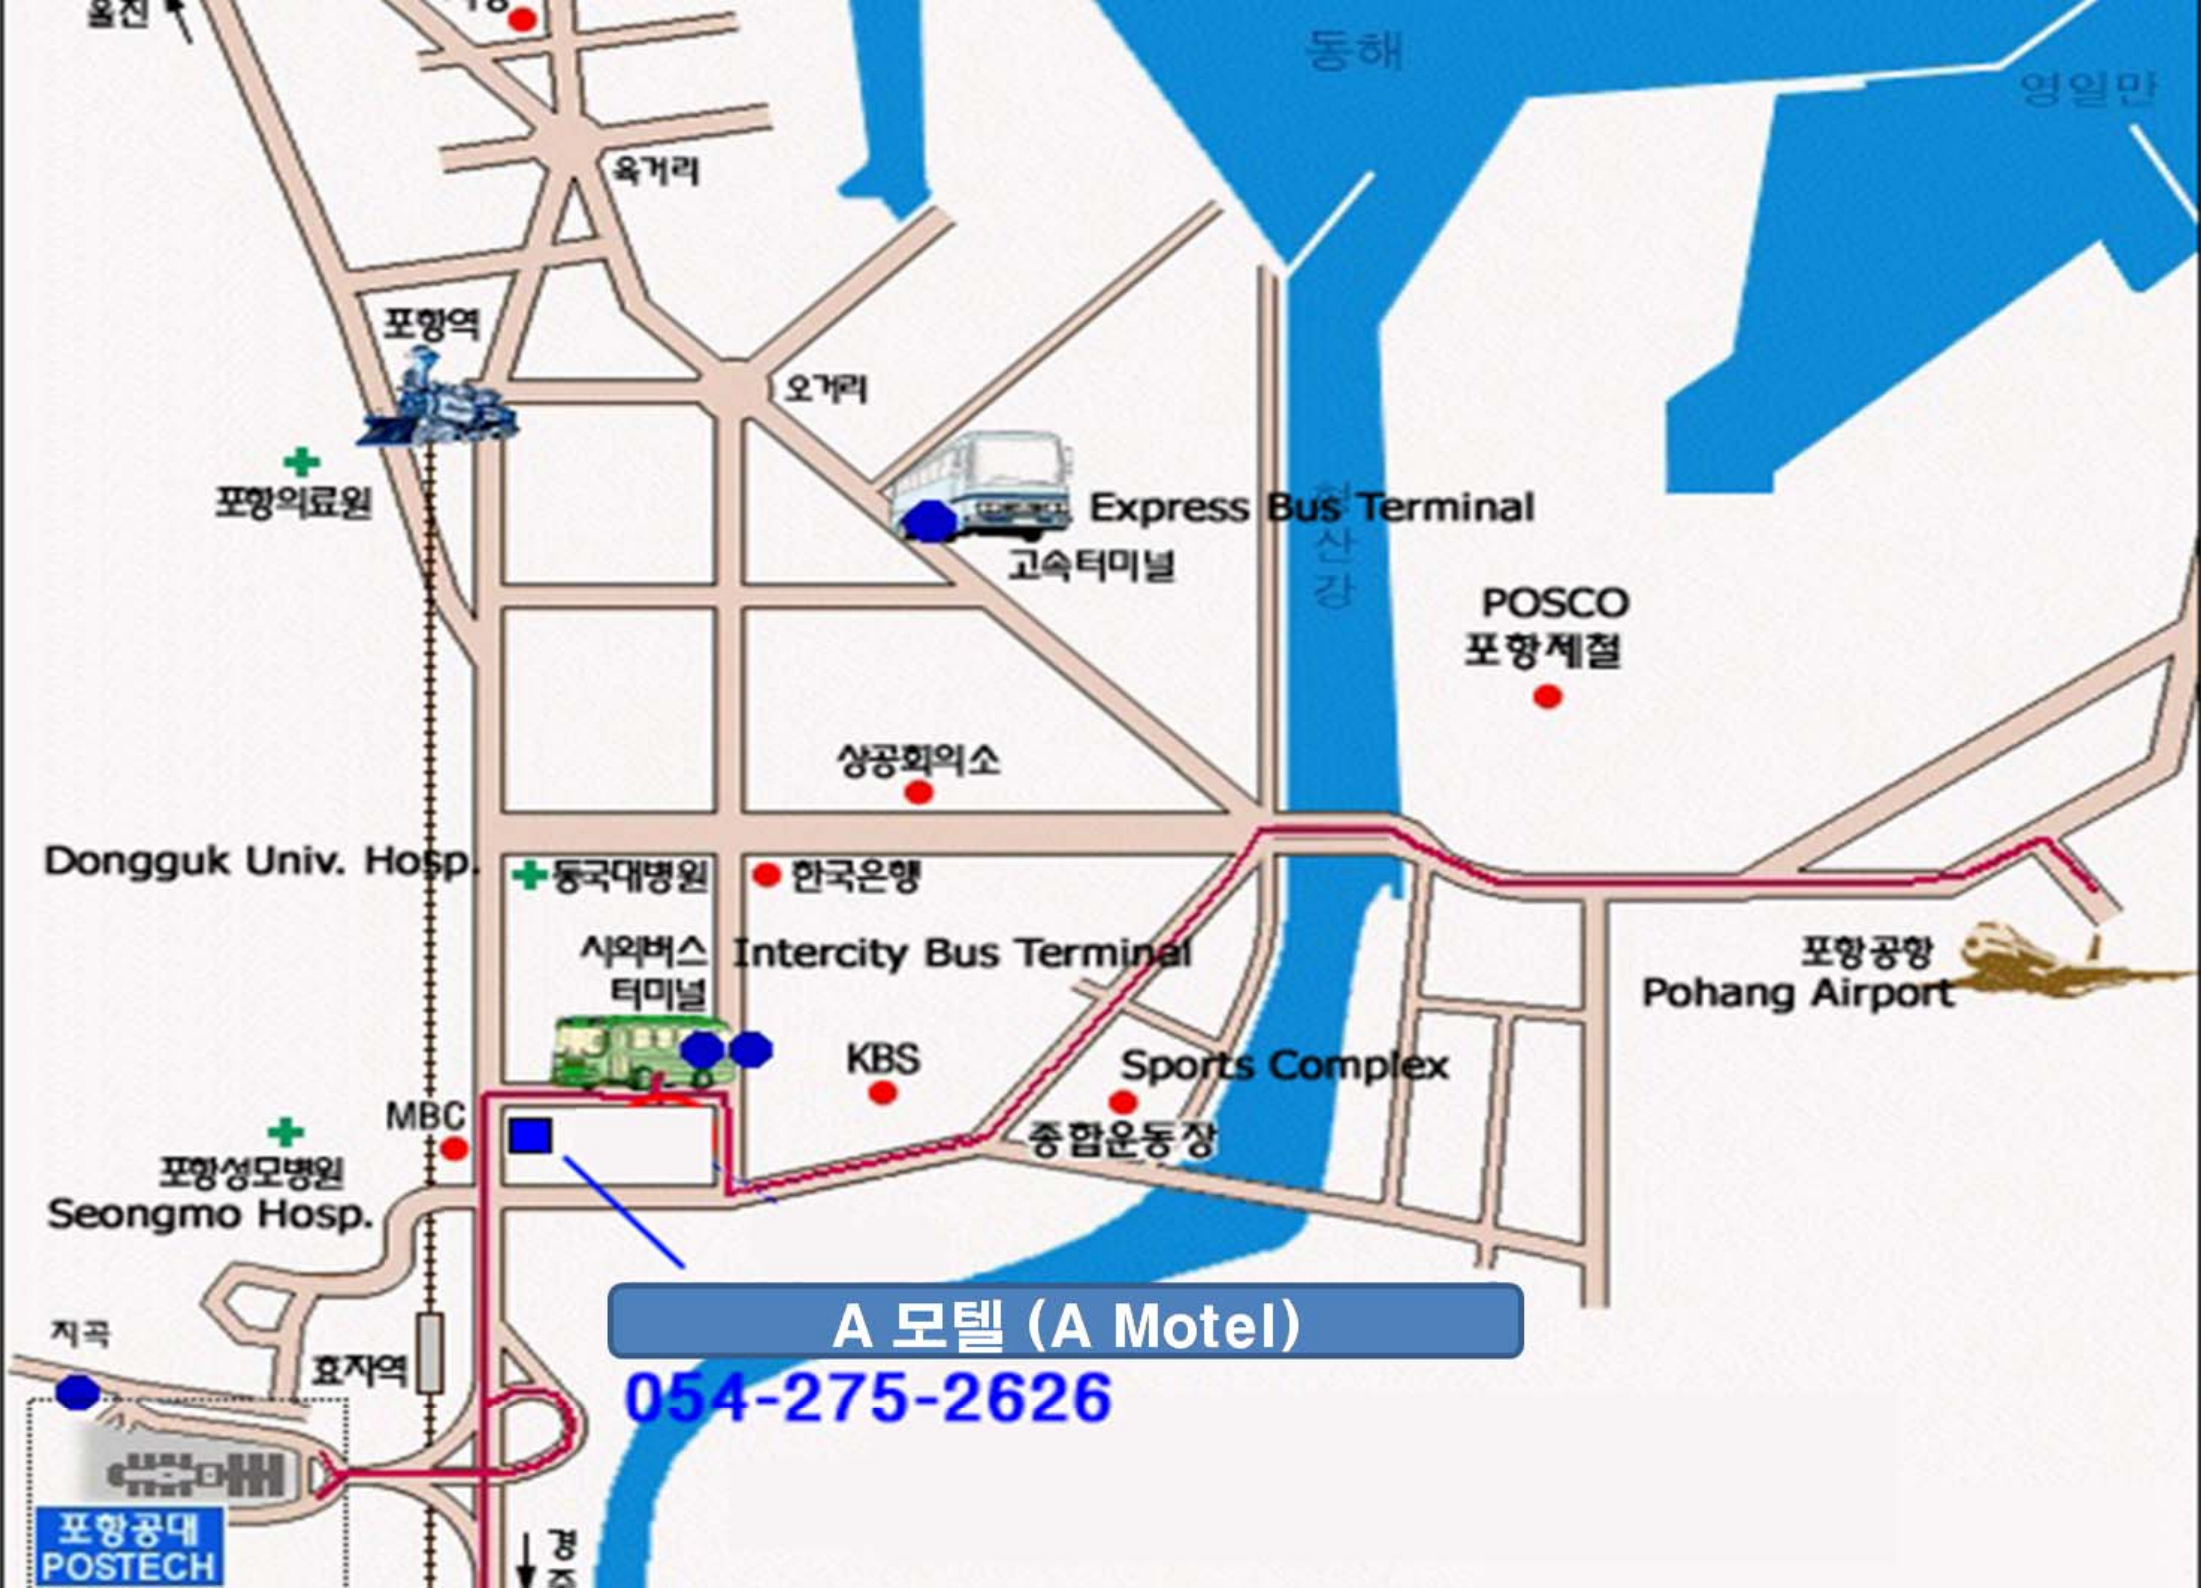 울진
동해
영일만
육거리
포항역
오거리
포항의료원
Express Bus Terminal
고속터미널
형산강
POSCO
포항제철
상공회의소
Dongguk Univ. Hosp.
동국대병원
한국은행
시외버스
터미널
Intercity Bus Terminal
포항공항
Pohang Airport
KBS
Sports Complex
종합운동장
MBC
포항성모병원
Seongmo Hosp.
A 모텔 (A Motel)
054-275-2626
지곡
효자역
포항공대
POSTECH
경